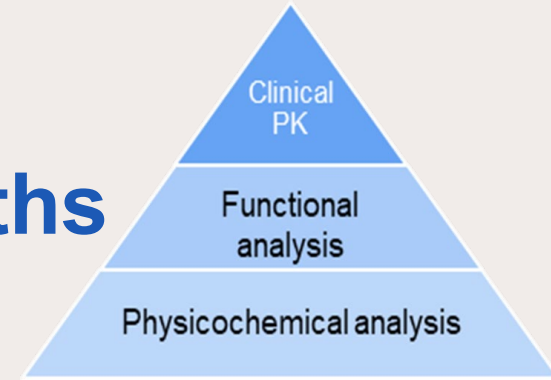 Clinical
PK
ths
Functional
analysis
Physicochemical analysis